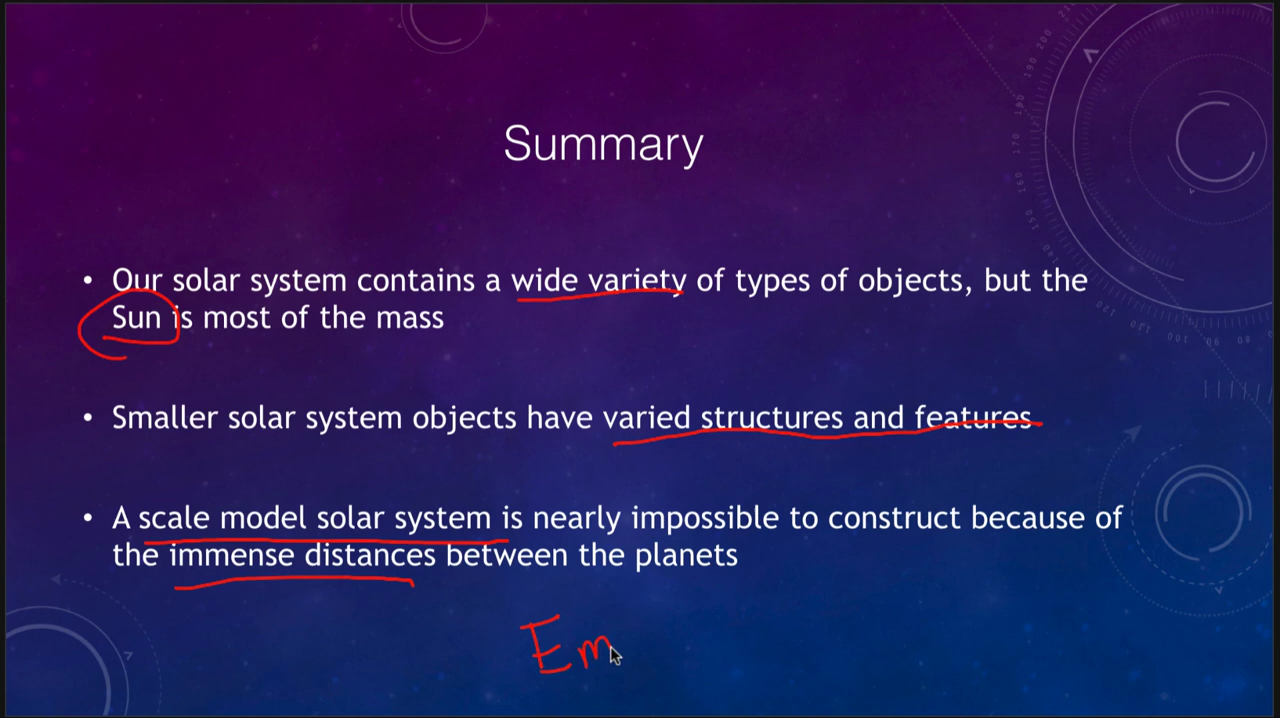 Summary
• Our solar system contains a wide variety of types of objects, but the
Sun is most of the mass
• Smaller solar system objects have varied structures and features
• A scale model solar system is nearly impossible to construct because of
the immense distances between the planets
Em